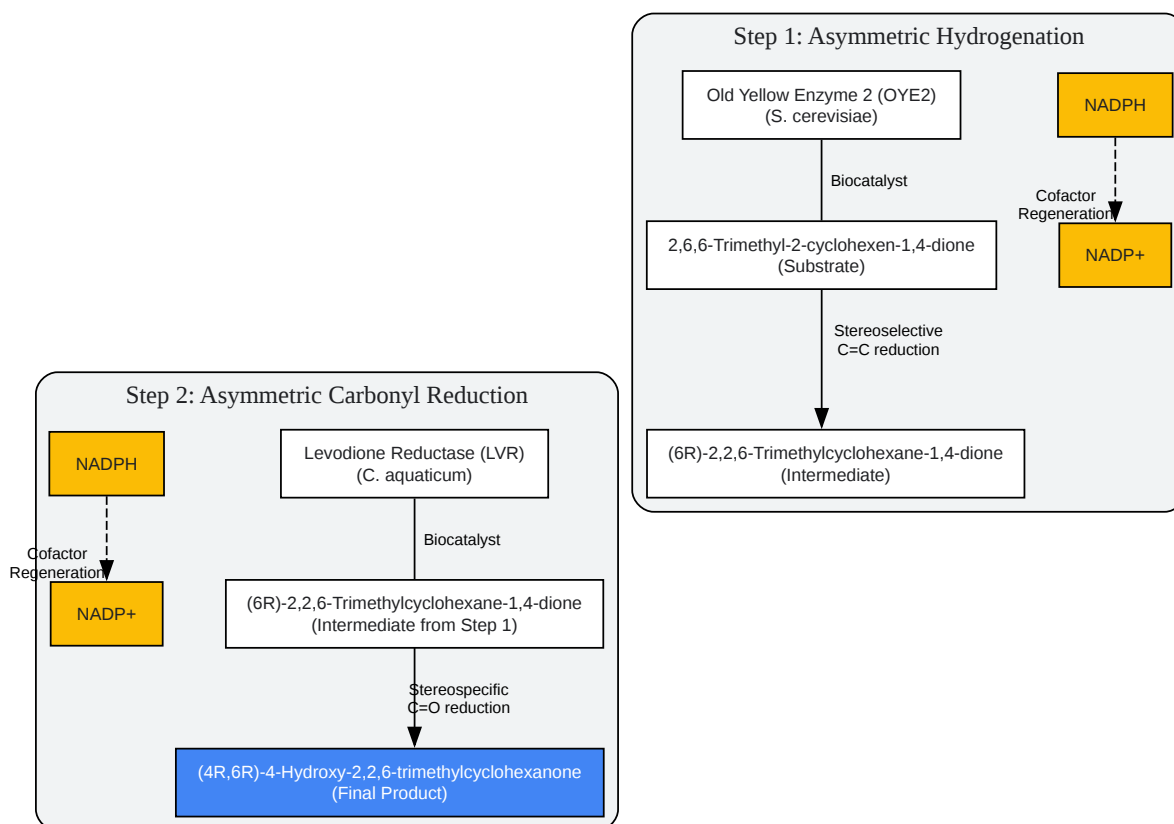 Step 1: Asymmetric Hydrogenation
Old Yellow Enzyme 2 (OYE2)
(S. cerevisiae)
NADPH
Biocatalyst
Cofactor
Regeneration
2,6,6-Trimethyl-2-cyclohexen-1,4-dione
(Substrate)
NADP+
Stereoselective
C=C reduction
(6R)-2,2,6-Trimethylcyclohexane-1,4-dione
(Intermediate)
Step 2: Asymmetric Carbonyl Reduction
NADPH
Levodione Reductase (LVR)
(C. aquaticum)
Cofactor
Regeneration
Biocatalyst
NADP+
(6R)-2,2,6-Trimethylcyclohexane-1,4-dione
(Intermediate from Step 1)
Stereospecific
C=O reduction
(4R,6R)-4-Hydroxy-2,2,6-trimethylcyclohexanone
(Final Product)